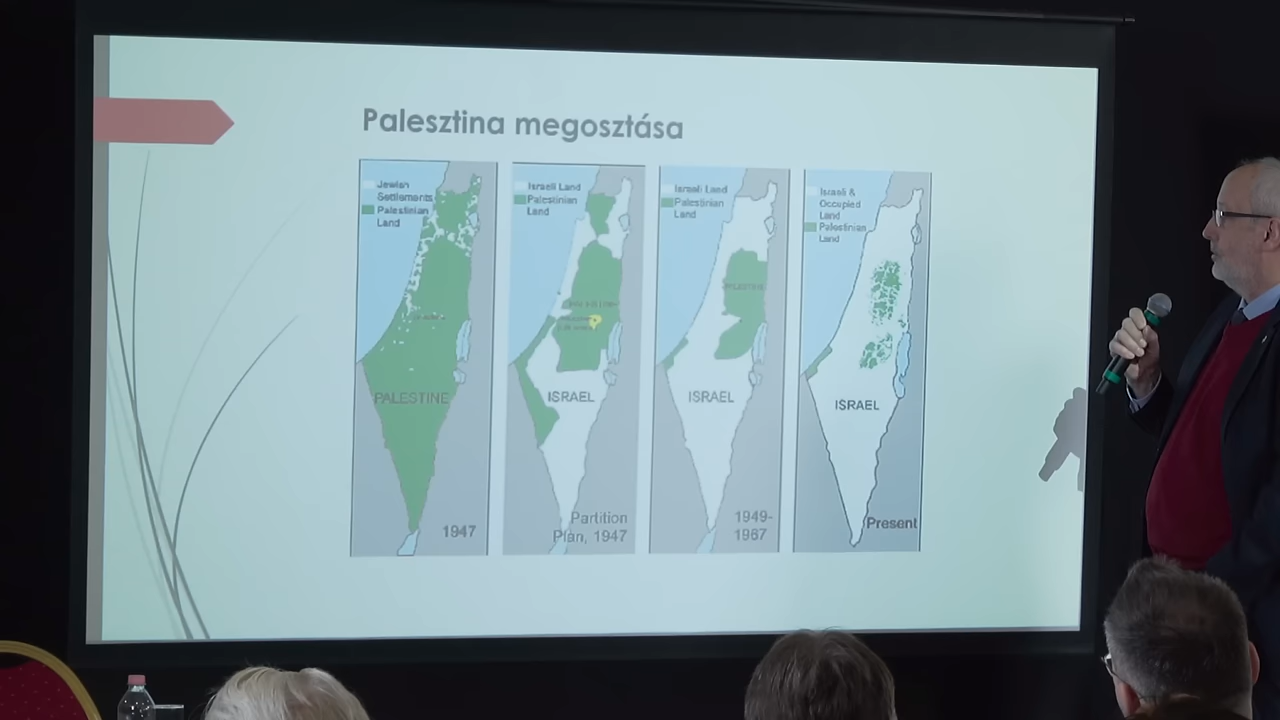 Palesztina megosztása
Jewish
Settlements
Palestinian
Land
PALESTINE
1947
Israeli Land
Palestinian
Land
ISRAEL
Partition
Plan, 1947
Israeli Land
Palestinian
Land
PALESTINE
ISRAEL
1949-
1967
Israeli &
Occupied
Land
Palestinian
Land
ISRAEL
Present